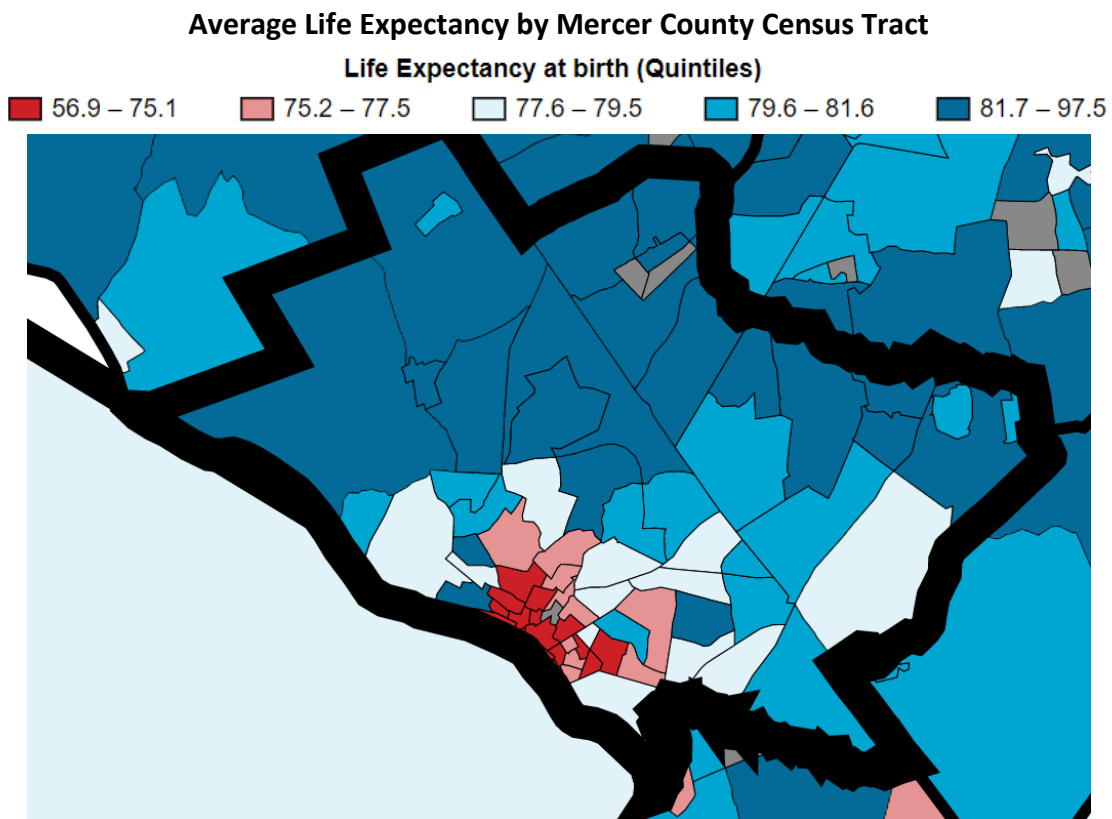 Average Life Expectancy by Mercer County Census Tract
Life Expectancy at birth (Quintiles)
56.9 – 75.1 75.2 – 77.5 77.6 – 79.5 79.6 – 81.6 81.7 – 97.5